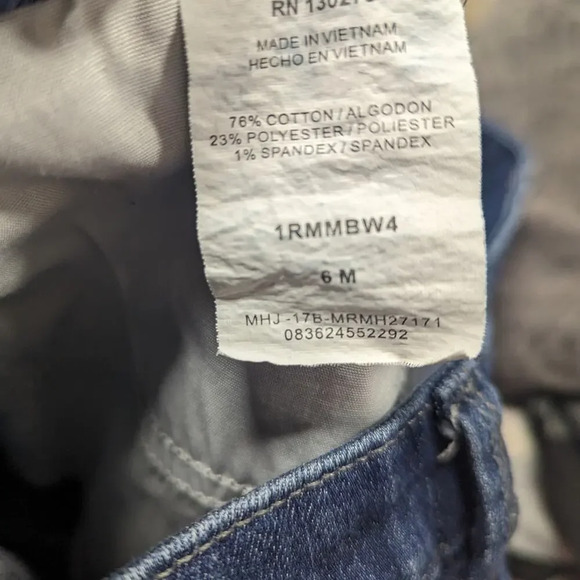 RN
MADE IN VIETNAM
HECHO EN VIETNAM
76% COTTON / ALGODON
23% POLYESTER / POLIESTER
1% SPANDEX / SPANDEX
1RMMBW4
6 M
MHJ-17B-MRMH27171
083624552292